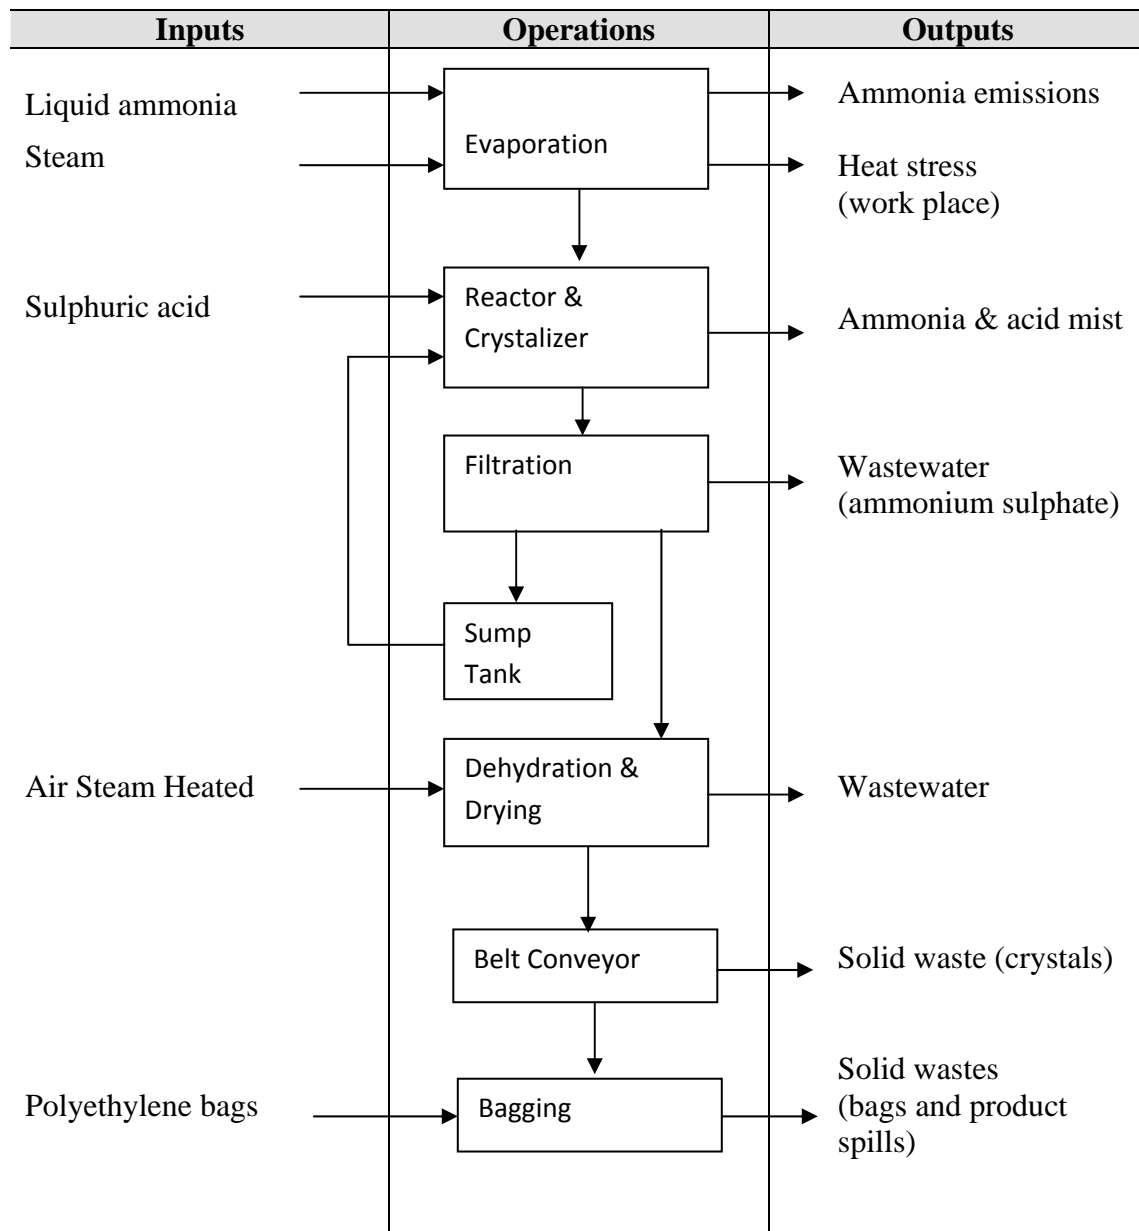 Inputs
Operations
Outputs
Liquid ammonia
Steam
Evaporation
Ammonia emissions
Heat stress
(work place)
Sulphuric acid
Reactor &
Crystalizer
Ammonia & acid mist
Filtration
Wastewater
(ammonium sulphate)
Sump
Tank
Air Steam Heated
Dehydration &
Drying
Wastewater
Belt Conveyor
Solid waste (crystals)
Polyethylene bags
Bagging
Solid wastes
(bags and product
spills)